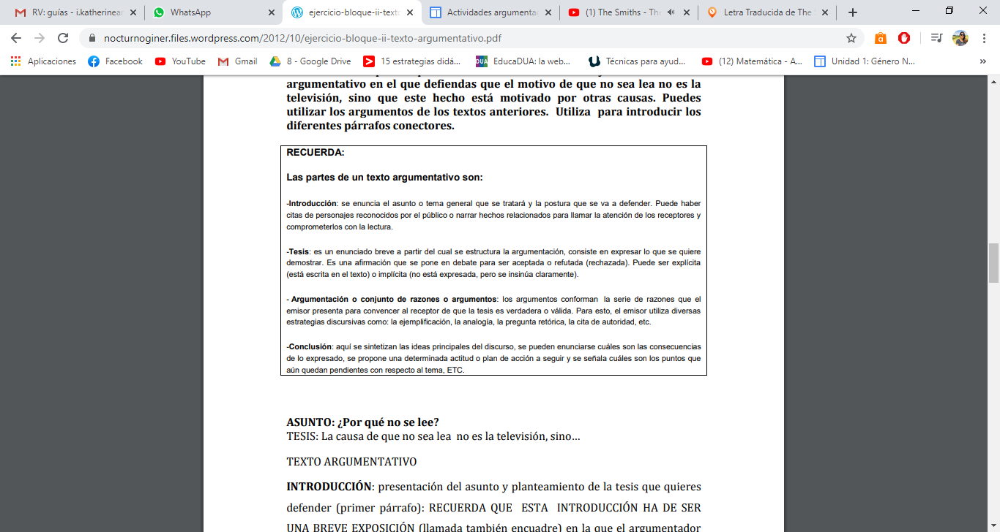 RV: guías - i.katherinear
WhatsApp
ejercicio-bloque-ii-texto
Actividades argumenta
(1) The Smiths - The
Letra Traducida de The
nocturnoginer.files.wordpress.com/2012/10/ejercicio-bloque-ii-texto-argumentativo.pdf
Aplicaciones Facebook YouTube Gmail 8 - Google Drive 15 estrategias didá... DUA EducaDUA: la web... Técnicas para ayud... (12) Matemática - A... Unidad 1: Género N... »
argumentativo en el que defiendas que el motivo de que no sea lea no es la
televisión, sino que este hecho está motivado por otras causas. Puedes
utilizar los argumentos de los textos anteriores. Utiliza para introducir los
diferentes párrafos conectores.
RECUERDA:
Las partes de un texto argumentativo son:
-Introducción: se enuncia el asunto o tema general que se tratará y la postura que se va a defender. Puede haber
citas de personajes reconocidos por el público o narrar hechos relacionados para llamar la atención de los receptores y
comprometerlos con la lectura.
-Tesis: es un enunciado breve a partir del cual se estructura la argumentación, consiste en expresar lo que se quiere
demostrar. Es una afirmación que se pone en debate para ser aceptada o refutada (rechazada). Puede ser explícita
(está escrita en el texto) o implícita (no está expresada, pero se insinúa claramente).
- Argumentación o conjunto de razones o argumentos: los argumentos conforman la serie de razones que el
emisor presenta para convencer al receptor de que la tesis es verdadera o válida. Para esto, el emisor utiliza diversas
estrategias discursivas como: la ejemplificación, la analogía, la pregunta retórica, la cita de autoridad, etc.
-Conclusión: aquí se sintetizan las ideas principales del discurso, se pueden enunciarse cuáles son las consecuencias
de lo expresado, se propone una determinada actitud o plan de acción a seguir y se señala cuáles son los puntos que
aún quedan pendientes con respecto al tema, ETC.
ASUNTO: ¿Por qué no se lee?
TESIS: La causa de que no sea lea no es la televisión, sino...
TEXTO ARGUMENTATIVO
INTRODUCCIÓN: presentación del asunto y planteamiento de la tesis que quieres
defender (primer párrafo): RECUERDA QUE ESTA INTRODUCCIÓN HA DE SER
UNA BREVE EXPOSICIÓN (llamada también encuadre) en la que el argumentador